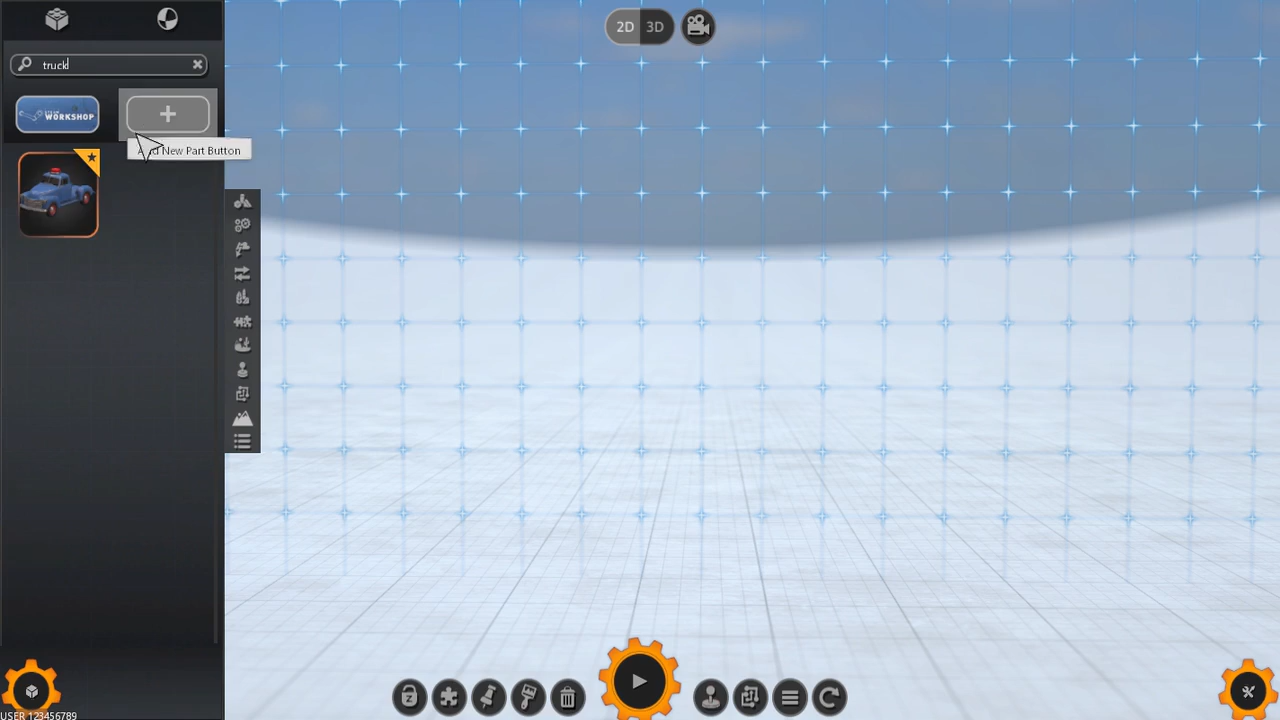 2D 3D
truck
WORKSHOP
New Part Button
USER 123456789